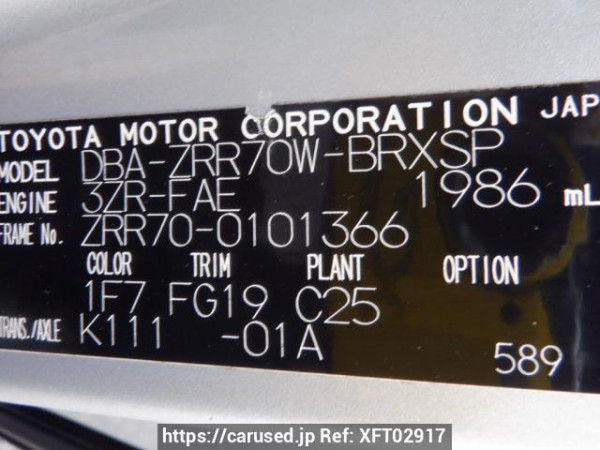 TOYOTA MOTOR CORPORATION JAP
MODEL DBA-ZRR70W-BRXSP
ENGINE 3ZR-FAE 1986 mL
FRAME No. ZRR70-0101366
COLOR TRIM PLANT OPTION
1F7 FG19 C25
TRANS./AXLE K111 -01A
589
https://carused.jp Ref: XFT02917